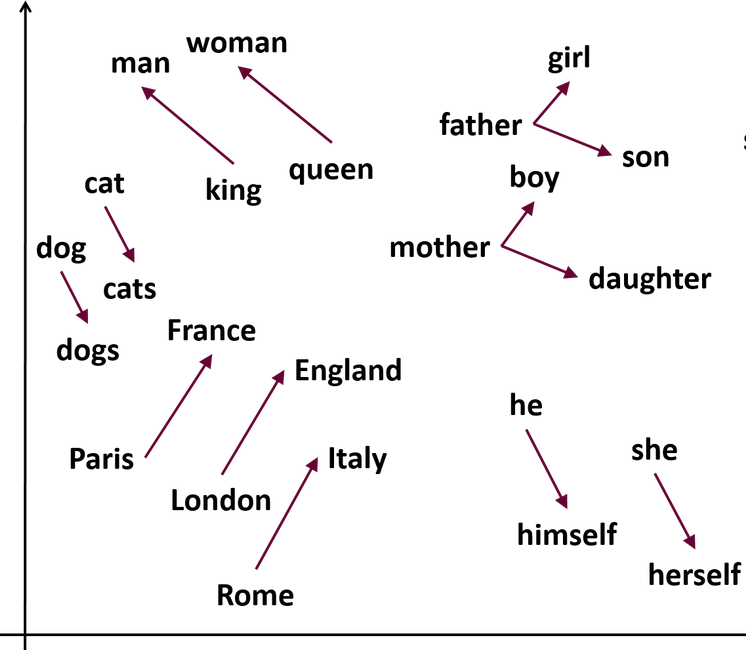 woman
man
girl
father
son
cat
king
queen
boy
dog
mother
cats
daughter
France
dogs
England
he
Paris
Italy
she
London
himself
herself
Rome